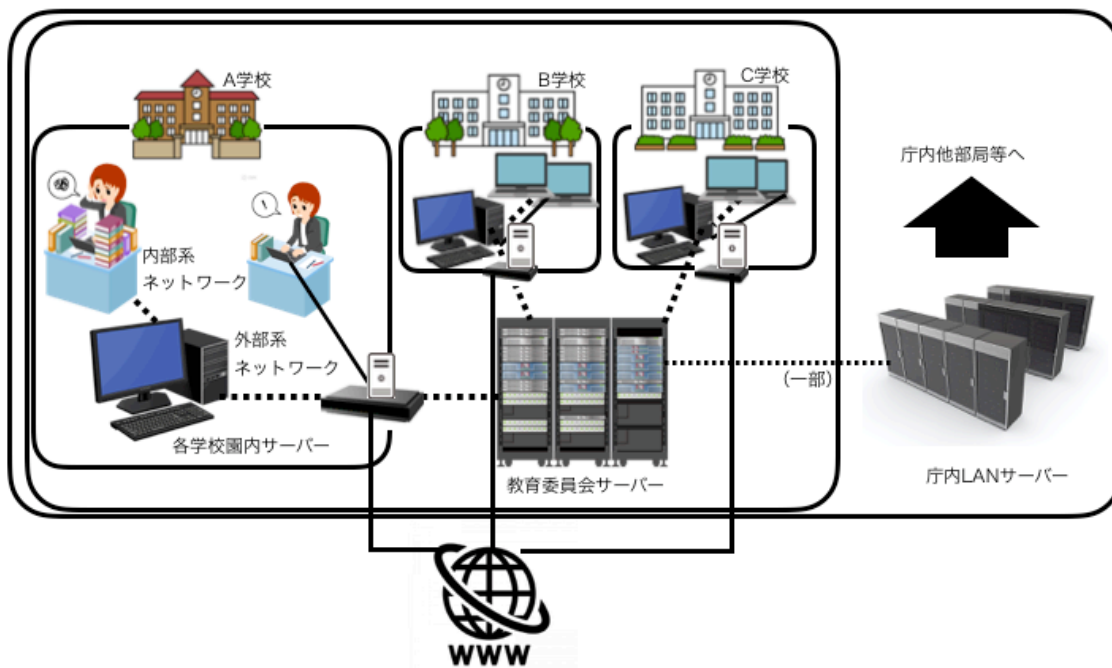 A学校
B学校
C学校
庁内他部局等へ
内部系
ネットワーク
外部系
ネットワーク
(一部)
各学校園内サーバー
教育委員会サーバー
庁内LANサーバー
WWW